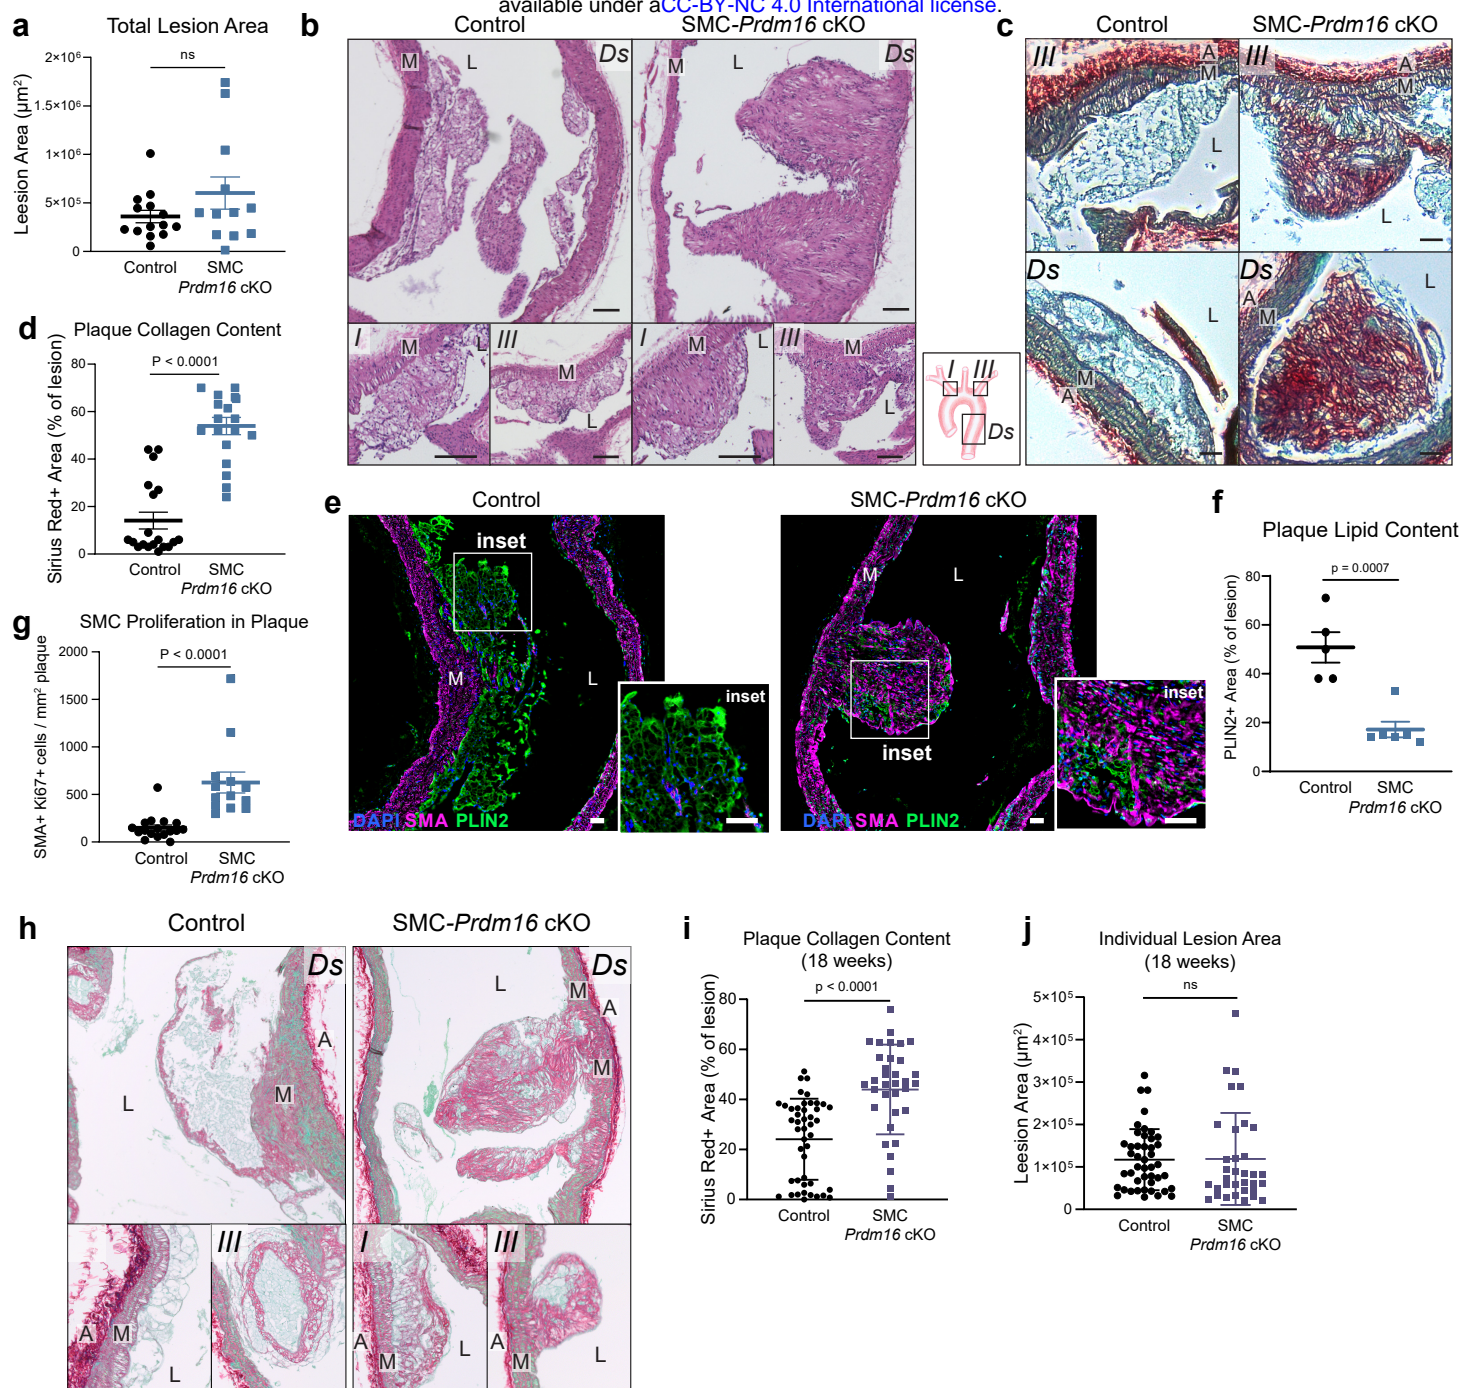 available under aCC-BY-NC 4.0 International license.
a
Total Lesion Area
ns
Leesion Area (µm²)
2×10⁶
1.5×10⁶
1×10⁶
5×10⁵
0
Control
SMC
Prdm16 cKO
b
Control
SMC-Prdm16 cKO
M
L
Ds
M
L
Ds
I
M
L
III
M
L
I
M
L
III
M
L
I
III
Ds
c
Control
SMC-Prdm16 cKO
III
A
M
L
III
A
M
L
Ds
L
M
A
Ds
A
M
L
d
Plaque Collagen Content
P < 0.0001
Sirius Red+ Area (% of lesion)
80
60
40
20
0
Control
SMC
Prdm16 cKO
e
Control
SMC-Prdm16 cKO
inset
M
L
inset
DAPI SMA PLIN2
M
L
inset
inset
DAPI SMA PLIN2
f
Plaque Lipid Content
p = 0.0007
PLIN2+ Area (% of lesion)
80
60
40
20
0
Control
SMC
Prdm16 cKO
g
SMC Proliferation in Plaque
P < 0.0001
SMA+ Ki67+ cells / mm² plaque
2000
1500
1000
500
0
Control
SMC
Prdm16 cKO
h
Control
SMC-Prdm16 cKO
Ds
A
L
M
Ds
L
M
A
M
A
M
L
III
I
A
M
L
III
A
M
L
i
Plaque Collagen Content
(18 weeks)
p < 0.0001
Sirius Red+ Area (% of lesion)
80
60
40
20
0
Control
SMC
Prdm16 cKO
j
Individual Lesion Area
(18 weeks)
ns
Leesion Area (µm²)
5×10⁵
4×10⁵
3×10⁵
2×10⁵
1×10⁵
0
Control
SMC
Prdm16 cKO